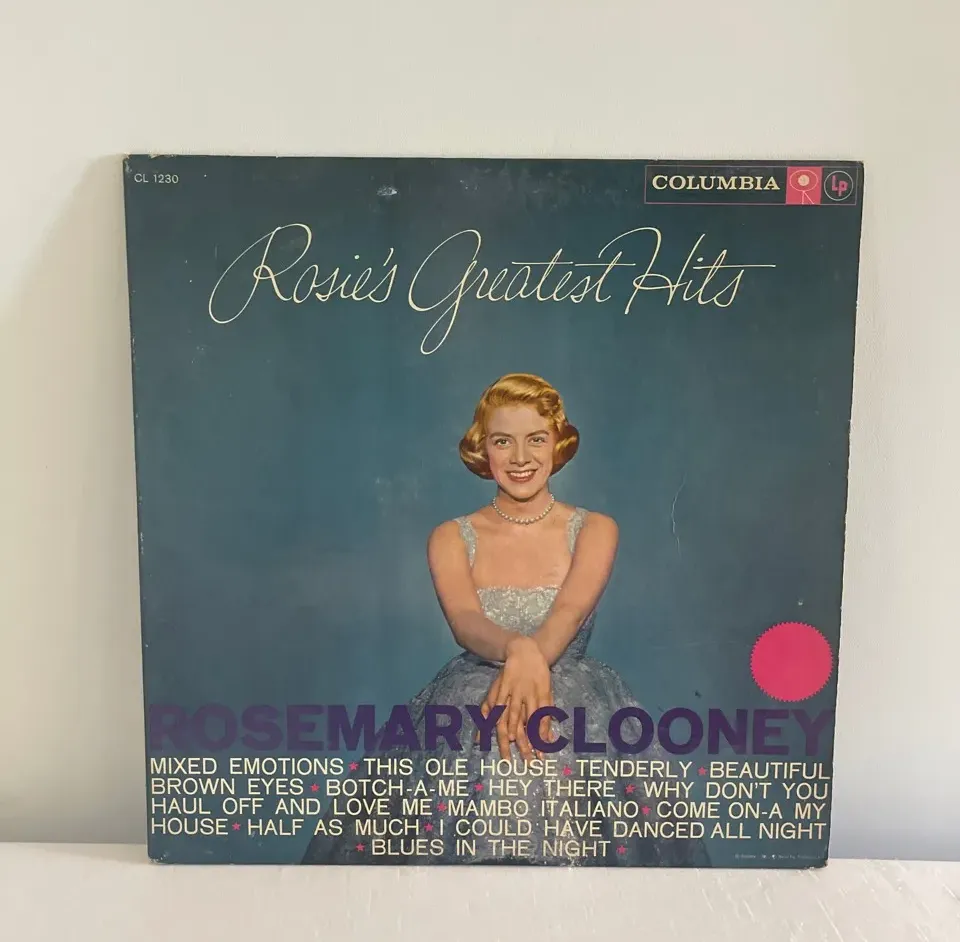 CL 1230
COLUMBIA
Lp
Rosie's Greatest Hits
ROSEMARY CLOONEY
MIXED EMOTIONS ★ THIS OLE HOUSE ★ TENDERLY ★ BEAUTIFUL
BROWN EYES ★ BOTCH-A-ME ★ HEY THERE ★ WHY DON'T YOU
HAUL OFF AND LOVE ME ★ MAMBO ITALIANO ★ COME ON-A MY
HOUSE ★ HALF AS MUCH ★ I COULD HAVE DANCED ALL NIGHT
★ BLUES IN THE NIGHT ★